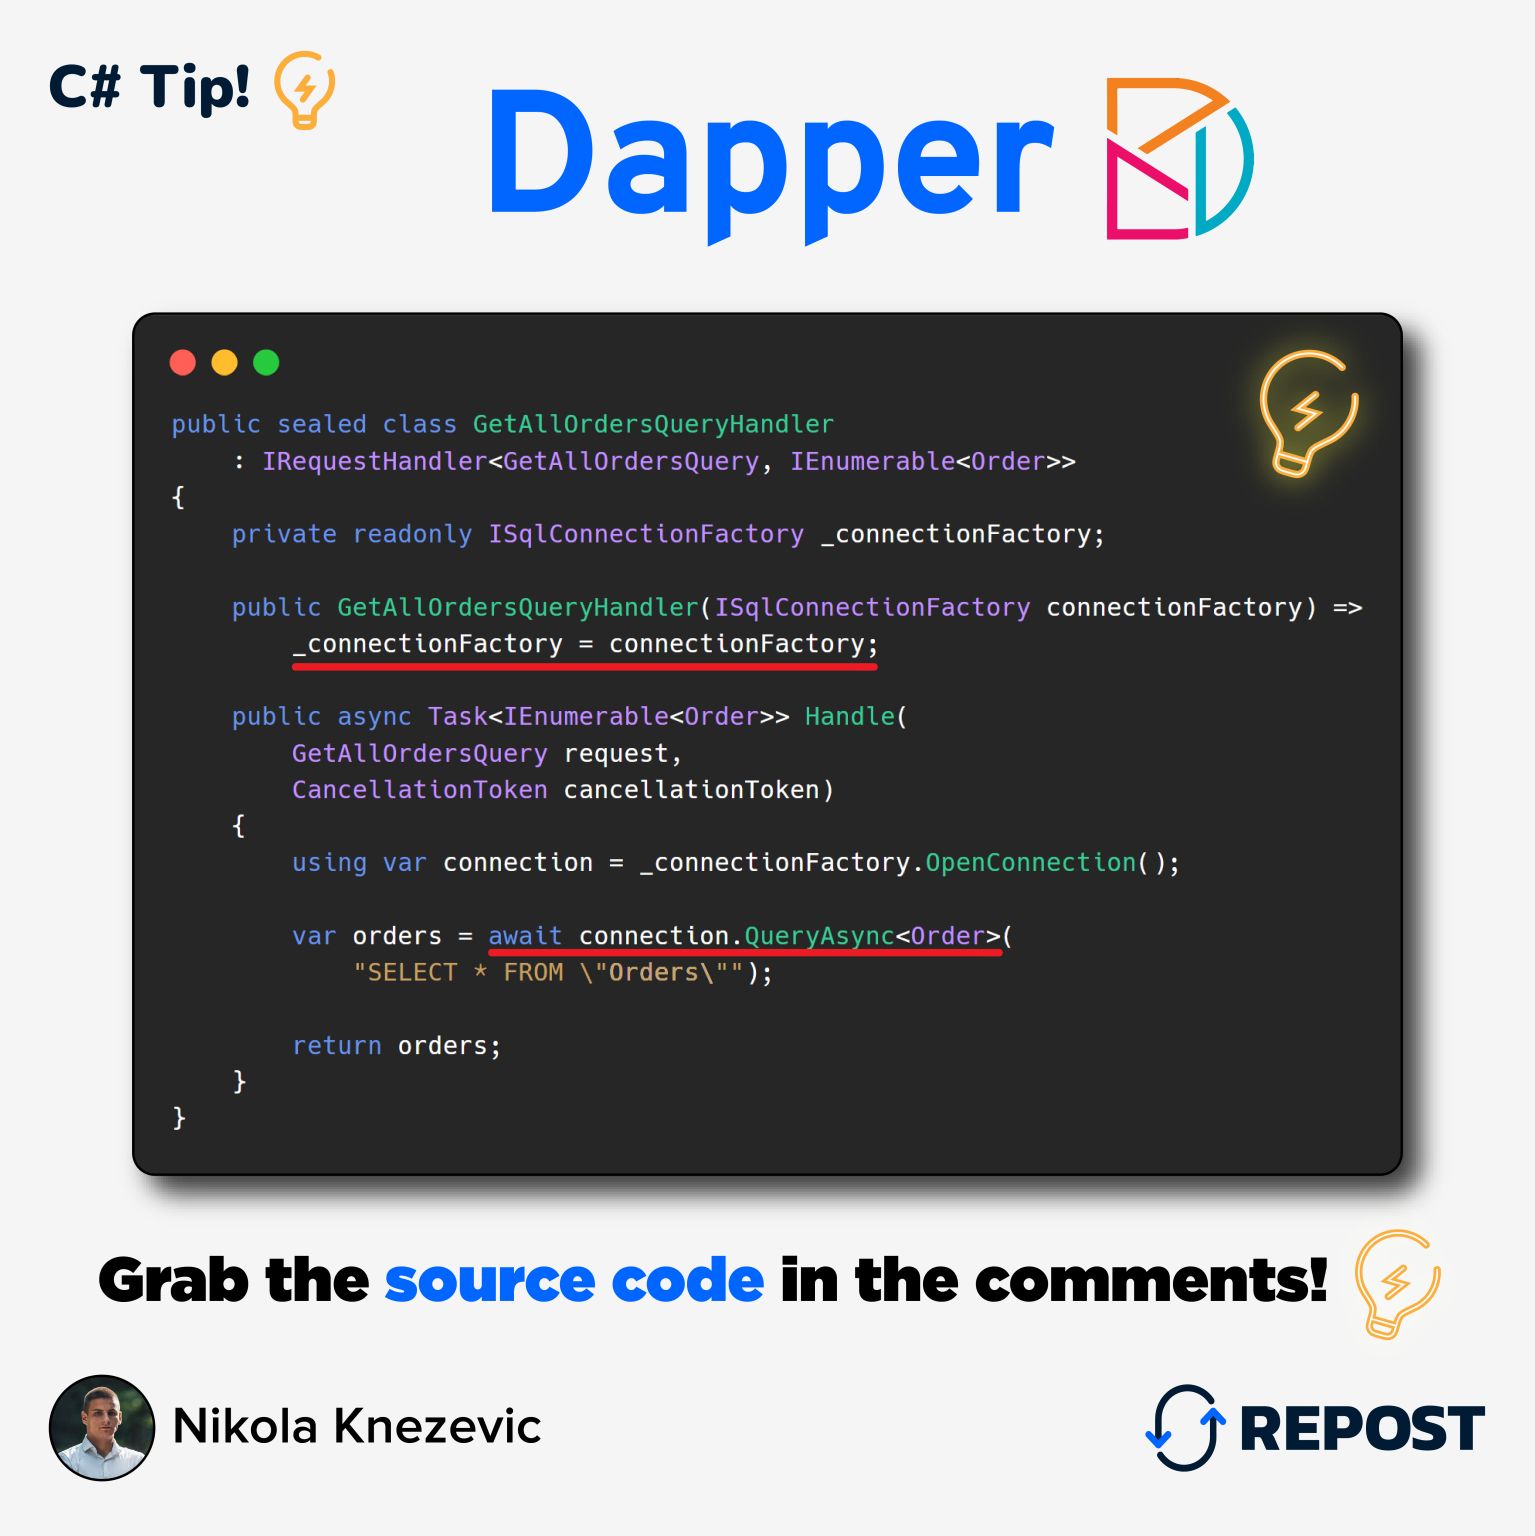 C# Tip!
Dapper
public sealed class GetAllOrdersQueryHandler
    : IRequestHandler<GetAllOrdersQuery, IEnumerable<Order>>
{
    private readonly ISqlConnectionFactory _connectionFactory;

    public GetAllOrdersQueryHandler(ISqlConnectionFactory connectionFactory) =>
        _connectionFactory = connectionFactory;

    public async Task<IEnumerable<Order>> Handle(
        GetAllOrdersQuery request,
        CancellationToken cancellationToken)
    {
        using var connection = _connectionFactory.OpenConnection();

        var orders = await connection.QueryAsync<Order>(
            "SELECT * FROM \"Orders\"");

        return orders;
    }
}
Grab the source code in the comments!
Nikola Knezevic
REPOST